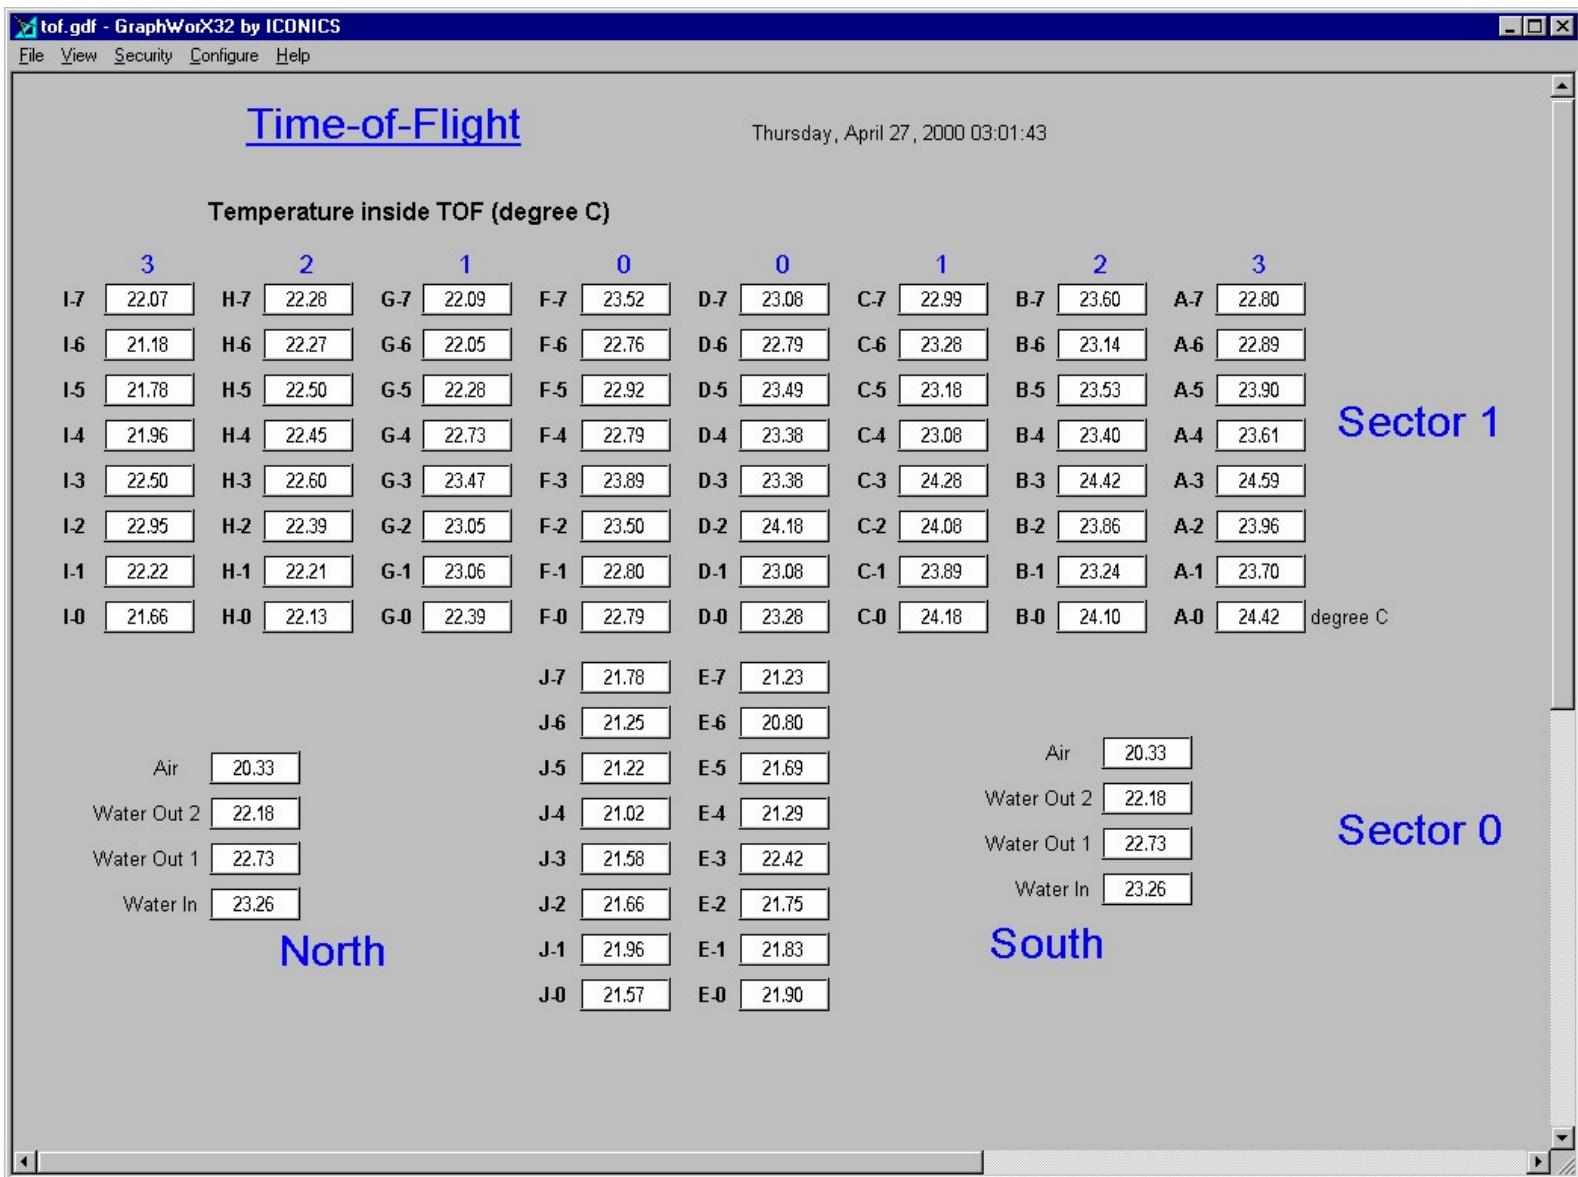 tof.gdf - GraphWorX32 by ICONICS
File View Security Configure Help
Time-of-Flight
Thursday, April 27, 2000 03:01:43
Temperature inside TOF (degree C)
3 2 1 0 0 1 2 3
I-7 22.07 H-7 22.28 G-7 22.09 F-7 23.52 D-7 23.08 C-7 22.99 B-7 23.60 A-7 22.80
I-6 21.18 H-6 22.27 G-6 22.05 F-6 22.76 D-6 22.79 C-6 23.28 B-6 23.14 A-6 22.89
I-5 21.78 H-5 22.50 G-5 22.28 F-5 22.92 D-5 23.49 C-5 23.18 B-5 23.53 A-5 23.90
Sector 1
I-4 21.96 H-4 22.45 G-4 22.73 F-4 22.79 D-4 23.38 C-4 23.08 B-4 23.40 A-4 23.61
I-3 22.50 H-3 22.60 G-3 23.47 F-3 23.89 D-3 23.38 C-3 24.28 B-3 24.42 A-3 24.59
I-2 22.95 H-2 22.39 G-2 23.05 F-2 23.50 D-2 24.18 C-2 24.08 B-2 23.86 A-2 23.96
I-1 22.22 H-1 22.21 G-1 23.06 F-1 22.80 D-1 23.08 C-1 23.89 B-1 23.24 A-1 23.70
I-0 21.66 H-0 22.13 G-0 22.39 F-0 22.79 D-0 23.28 C-0 24.18 B-0 24.10 A-0 24.42 degree C
J-7 21.78 E-7 21.23
J-6 21.25 E-6 20.80
Air 20.33 J-5 21.22 E-5 21.69 Air 20.33
Water Out 2 22.18 J-4 21.02 E-4 21.29 Water Out 2 22.18
Sector 0
Water Out 1 22.73 J-3 21.58 E-3 22.42 Water Out 1 22.73
Water In 23.26 J-2 21.66 E-2 21.75 Water In 23.26
North J-1 21.96 E-1 21.83 South
J-0 21.57 E-0 21.90